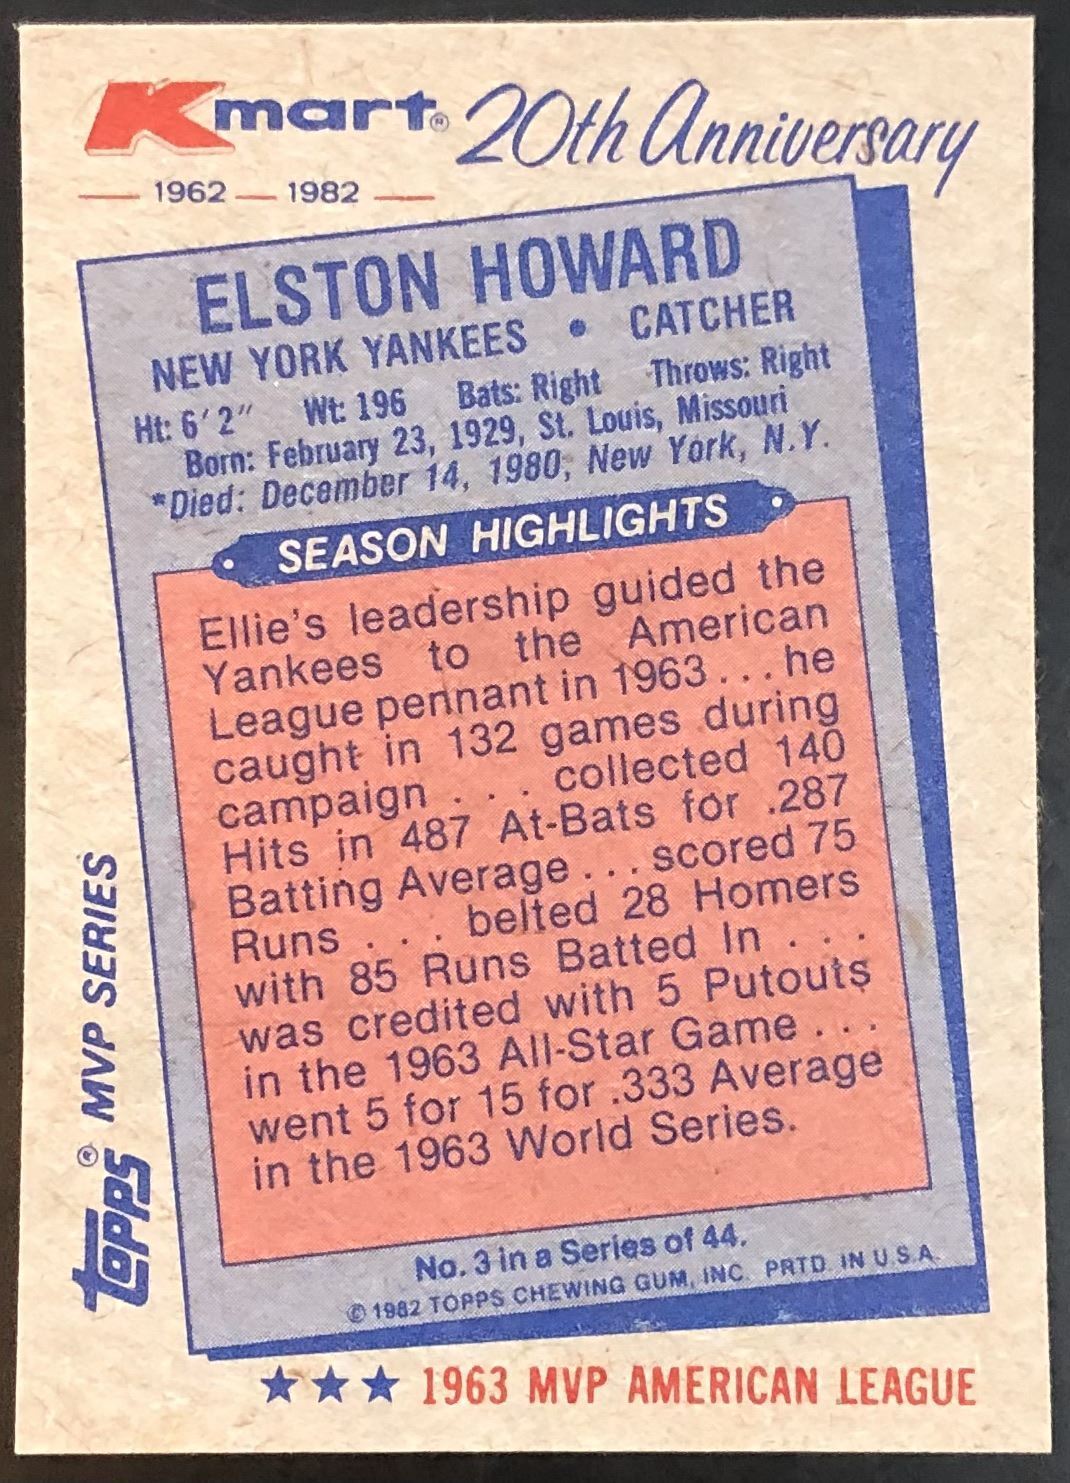 Kmart® 20th Anniversary
1962 — 1982
ELSTON HOWARD
NEW YORK YANKEES • CATCHER
Ht: 6'2" Wt: 196 Bats: Right Throws: Right
Born: February 23, 1929, St. Louis, Missouri
*Died: December 14, 1980, New York, N.Y.
SEASON HIGHLIGHTS
Ellie's leadership guided the
Yankees to the American
League pennant in 1963...he
caught in 132 games during
campaign . . . collected 140
Hits in 487 At-Bats for .287
Batting Average...scored 75
Runs . . . belted 28 Homers
with 85 Runs Batted In . . .
was credited with 5 Putouts
in the 1963 All-Star Game . . .
went 5 for 15 for .333 Average
in the 1963 World Series.
No. 3 in a Series of 44.
© 1982 TOPPS CHEWING GUM, INC. PRTD. IN U.S.A.
TOPPS® MVP SERIES
★★★ 1963 MVP AMERICAN LEAGUE